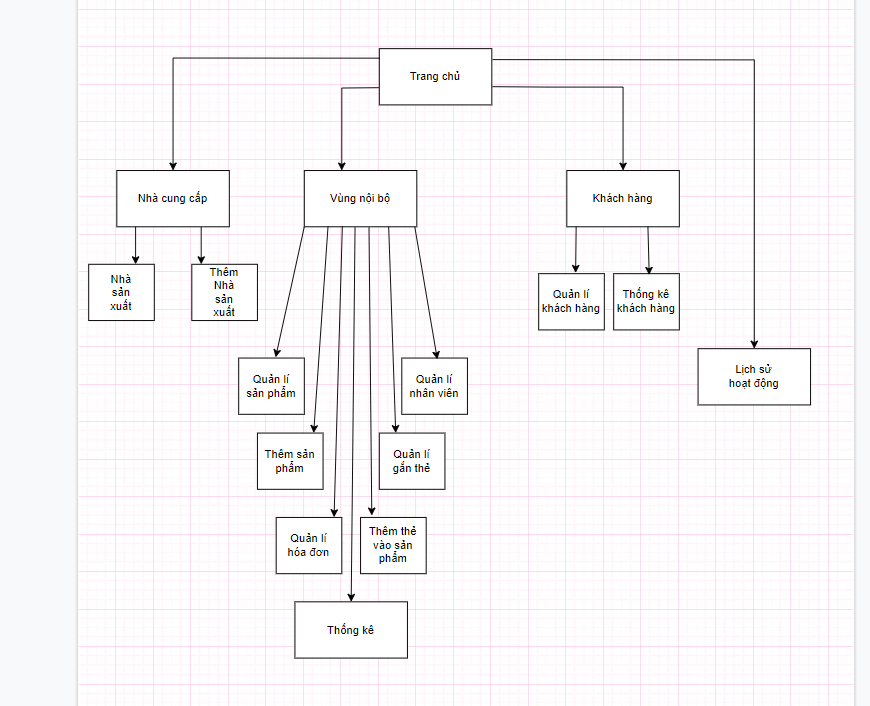 Trang chủ
Nhà cung cấp
Vùng nội bộ
Khách hàng
Nhà
sản
xuất
Thêm
Nhà
sản
xuất
Quản lí
khách hàng
Thống kê
khách hàng
Quản lí
sản phẩm
Quản lí
nhân viên
Lịch sử
hoạt động
Thêm sản
phẩm
Quản lí
gắn thẻ
Quản lí
hóa đơn
Thêm thẻ
vào sản
phẩm
Thống kê